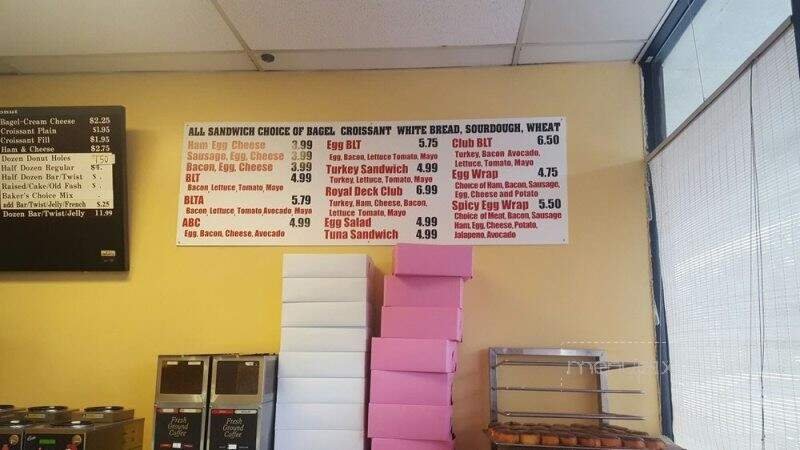 onut
Bagel-Cream Cheese $2.25
Croissant Plain $1.95
Croissant Fill $1.95
Ham & Cheese $2.75
Dozen Donut Holes 1.50
Half Dozen Regular
Half Dozen Bar/Twist
Raised/Cake/Old Fash
Baker's Choice Mix
add Bar/Twist/Jelly/French $.25
Dozen Bar/Twist/Jelly 11.99
ALL SANDWICH CHOICE OF BAGEL CROISSANT WHITE BREAD, SOURDOUGH, WHEAT
Ham Egg Cheese 3.99
Sausage, Egg, Cheese 3.99
Bacon, Egg, Cheese 3.99
BLT 4.99
Bacon, Lettuce, Tomato, Mayo
BLTA 5.79
Bacon, Lettuce, Tomato Avocado, Mayo
ABC 4.99
Egg, Bacon, Cheese, Avocado
Egg BLT 5.75
Egg, Bacon, Lettuce Tomato, Mayo
Turkey Sandwich 4.99
Turkey, Lettuce, Tomato, Mayo
Royal Deck Club 6.99
Turkey, Ham, Cheese, Bacon,
Lettuce Tomato, Mayo
Egg Salad 4.99
Tuna Sandwich 4.99
Club BLT 6.50
Turkey, Bacon Avocado,
Lettuce, Tomato, Mayo
Egg Wrap 4.75
Choice of Ham, Bacon, Sausage,
Egg, Cheese and Potato
Spicy Egg Wrap 5.50
Choice of Meat, Bacon, Sausage
Ham, Egg, Cheese, Potato,
Jalapeno, Avocado
Fresh
Ground
Coffee
Fresh
Ground
Coffee